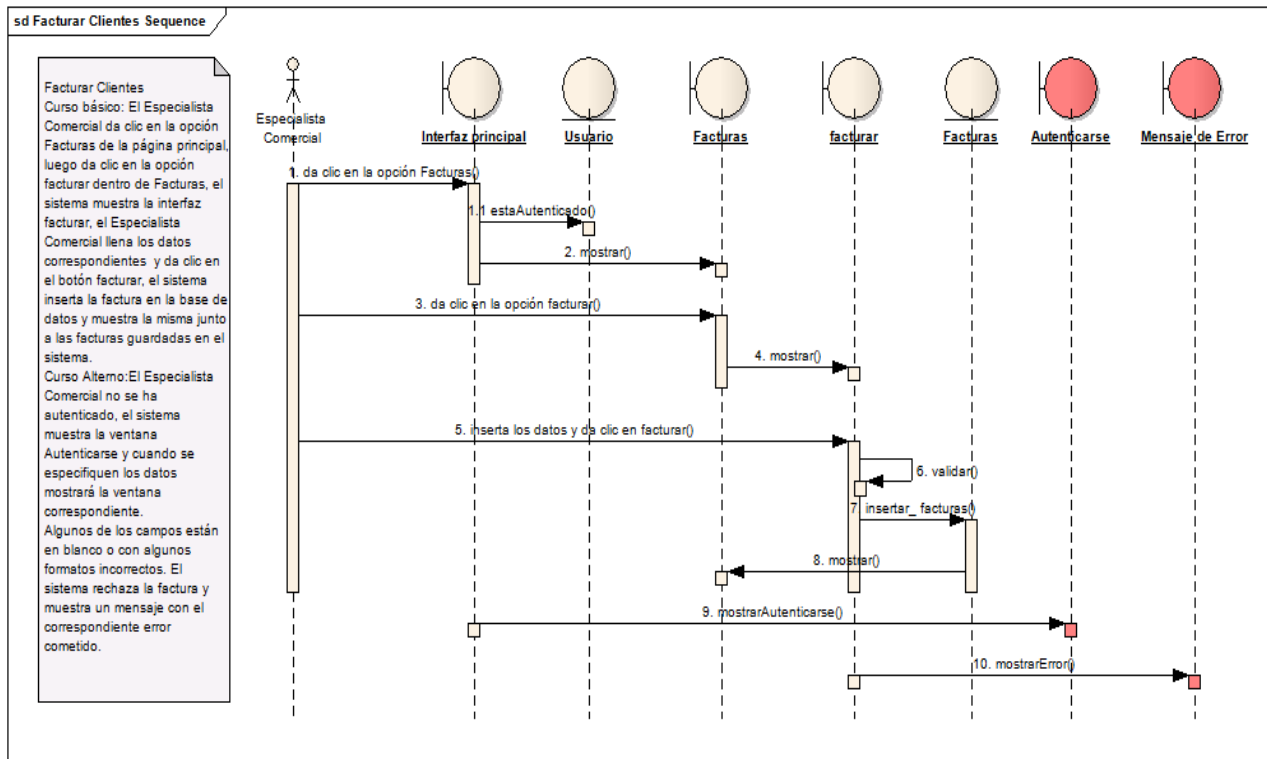 sd Facturar Clientes Sequence
Facturar Clientes
Curso básico: El Especialista
Comercial da clic en la opción
Facturas de la página principal,
luego da clic en la opción
facturar dentro de Facturas, el
sistema muestra la interfaz
facturar, el Especialista
Comercial llena los datos
correspondientes y da clic en
el botón facturar, el sistema
inserta la factura en la base de
datos y muestra la misma junto
a las facturas guardadas en el
sistema.
Curso Alterno:El Especialista
Comercial no se ha
autenticado, el sistema
muestra la ventana
Autenticarse y cuando se
especifiquen los datos
mostrará la ventana
correspondiente.
Algunos de los campos están
en blanco o con algunos
formatos incorrectos. El
sistema rechaza la factura y
muestra un mensaje con el
correspondiente error
cometido.
Especialista
Comercial
Interfaz principal
Usuario
Facturas
facturar
Facturas
Autenticarse
Mensaje de Error
1. da clic en la opción Facturas()
1.1 estaAutenticado()
2. mostrar()
3. da clic en la opción facturar()
4. mostrar()
5. inserta los datos y da clic en facturar()
6. validar()
7. insertar_ facturas()
8. mostrar()
9. mostrarAutenticarse()
10. mostrarError()